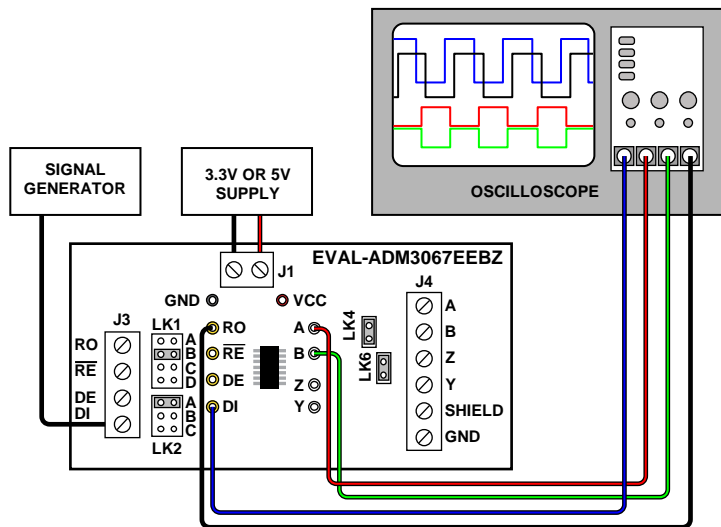 SIGNAL
GENERATOR
3.3V OR 5V
SUPPLY
OSCILLOSCOPE
EVAL-ADM3067EEBZ
J1
J4
GND
VCC
J3
RO
RE
DE
DI
LK1
A
B
C
D
A
B
C
LK2
RO
RE
DE
DI
A
B
Z
Y
LK4
LK6
A
B
Z
Y
SHIELD
GND